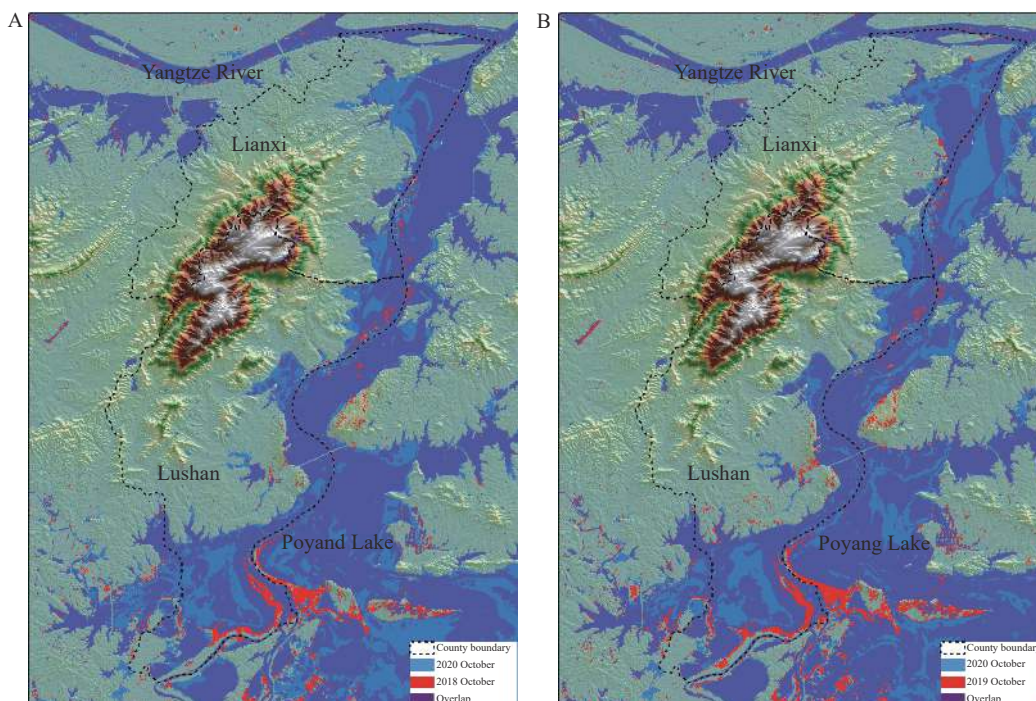 A
Yangtze River
Lianxi
Lushan
Poyand Lake
County boundary
2020 October
2018 October
Overlap
B
Yangtze River
Lianxi
Lushan
Poyang Lake
County boundar
2020 October
2019 October
Overlap